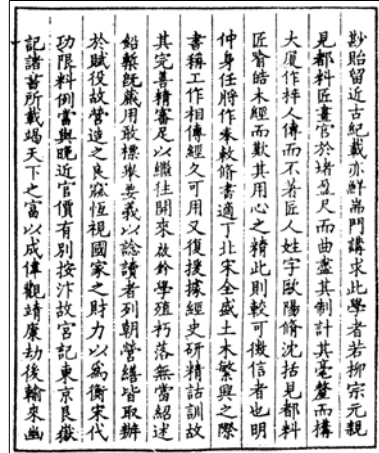 尠貽留近古紀載亦鮮耑門講求此學者若柳宗元親
見都料匠畫宮於堵盈尺而曲盡其制計其毫釐而構
大厦作梓人傳而不著匠人姓字歐陽脩沈括見都料
匠喻皓木經而歎其用心之精此則較可徵信者也明
仲身任將作奉敕脩書適丁北宋全盛土木繁興之際
書稱工作相傳經久可用又復援據經史研精詁訓故
其完善精審足以繼往開來啟鈐學殖朽落無當紹述
鉛槧既蕆用敢標舉要義以諗讀者列朝營繕皆取辦
於賦役故營造之良窳恆視國家之財力以爲衡宋代
功限料例當與晚近官價有別按汴故宮記東京艮嶽
記諸書所載竭天下之富以成偉觀靖康劫後輸來幽